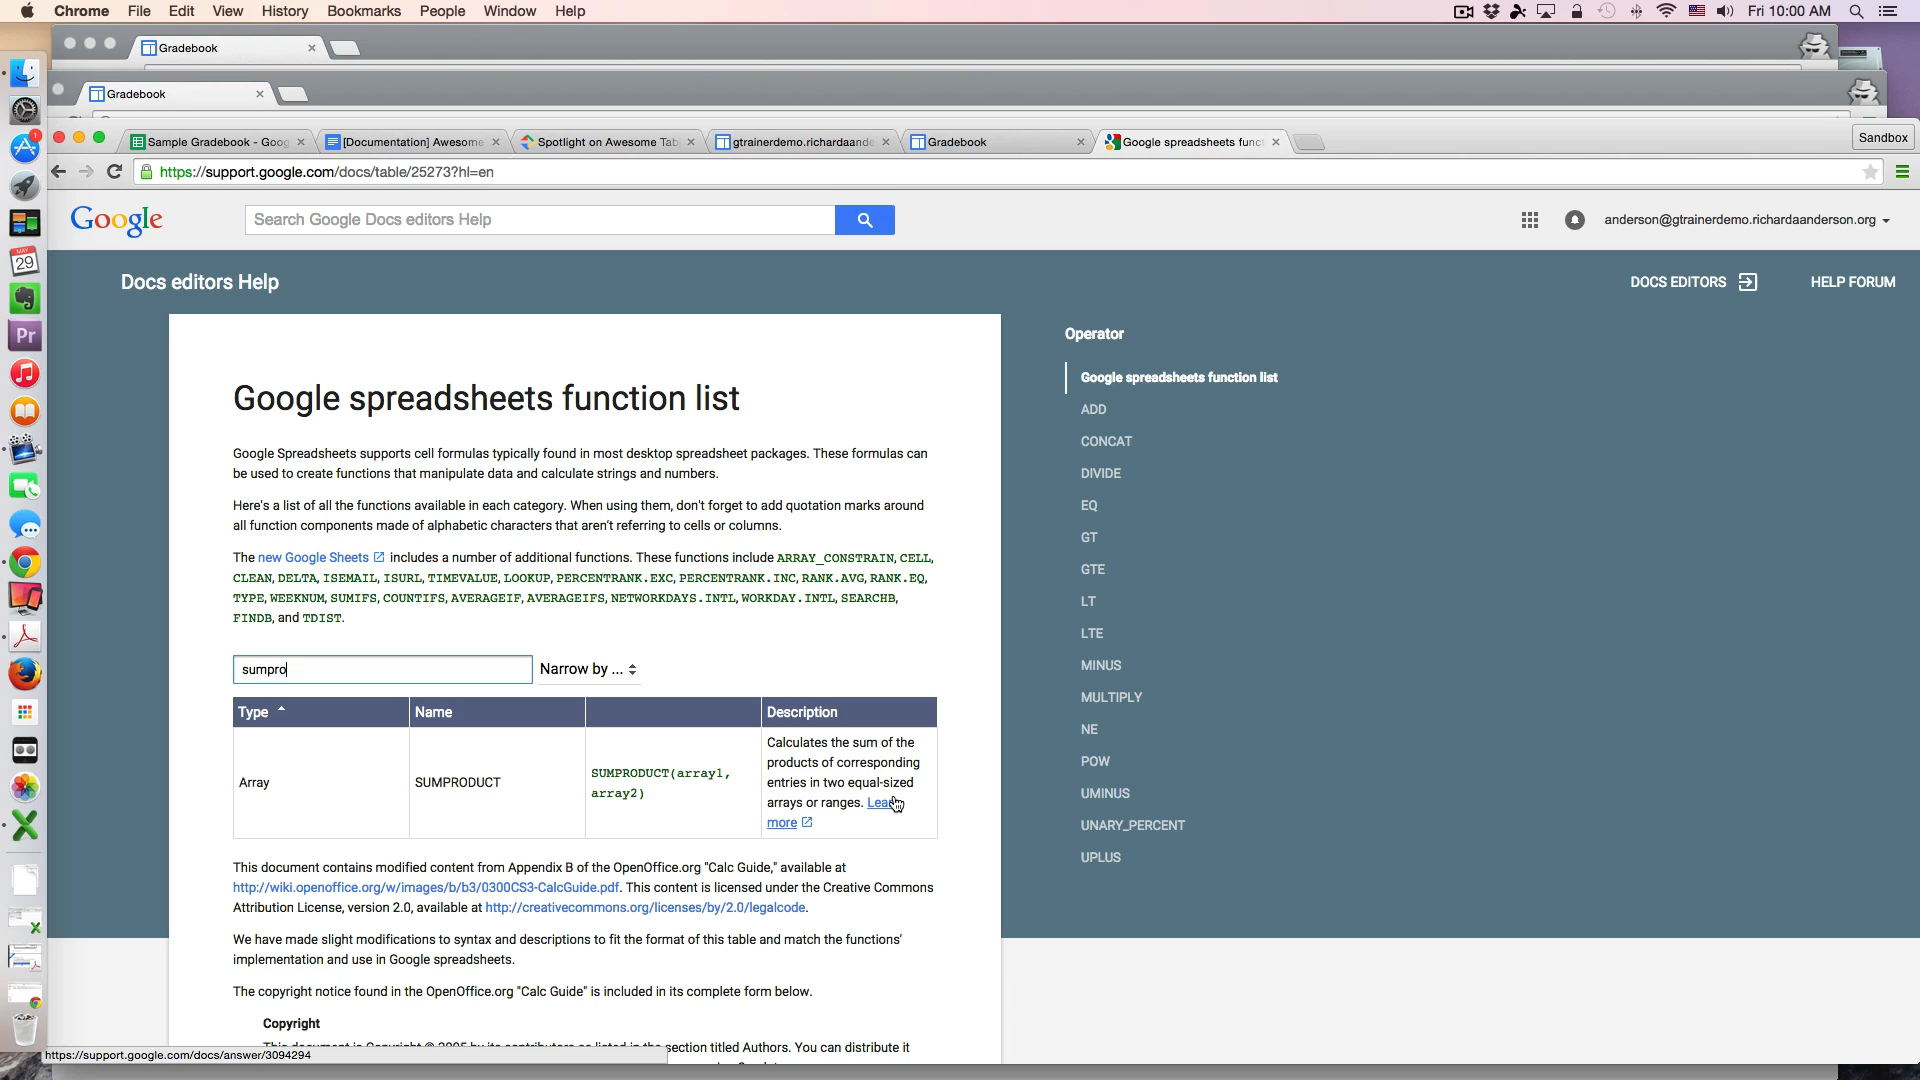 Chrome File Edit View History Bookmarks People Window Help Fri 10:00 AM
Gradebook
Gradebook
Sample Gradebook - Goog [Documentation] Awesome Spotlight on Awesome Tab gtrainerdemo.richardaande Gradebook Google spreadsheets funct Sandbox
https://support.google.com/docs/table/25273?hl=en
Google Search Google Docs editors Help anderson@gtrainerdemo.richardaanderson.org
Docs editors Help DOCS EDITORS HELP FORUM
Google spreadsheets function list
Google Spreadsheets supports cell formulas typically found in most desktop spreadsheet packages. These formulas can
be used to create functions that manipulate data and calculate strings and numbers.
Here's a list of all the functions available in each category. When using them, don't forget to add quotation marks around
all function components made of alphabetic characters that aren't referring to cells or columns.
The new Google Sheets includes a number of additional functions. These functions include ARRAY_CONSTRAIN, CELL,
CLEAN, DELTA, ISEMAIL, ISURL, TIMEVALUE, LOOKUP, PERCENTRANK.EXC, PERCENTRANK.INC, RANK.AVG, RANK.EQ,
TYPE, WEEKNUM, SUMIFS, COUNTIFS, AVERAGEIF, AVERAGEIFS, NETWORKDAYS.INTL, WORKDAY.INTL, SEARCHB,
FINDB, and TDIST.
sumpro Narrow by ...
Type Name Description
Array SUMPRODUCT SUMPRODUCT(array1,
array2)
Calculates the sum of the
products of corresponding
entries in two equal-sized
arrays or ranges. Learn
more
This document contains modified content from Appendix B of the OpenOffice.org "Calc Guide," available at
http://wiki.openoffice.org/w/images/b/b3/0300CS3-CalcGuide.pdf. This content is licensed under the Creative Commons
Attribution License, version 2.0, available at http://creativecommons.org/licenses/by/2.0/legalcode.
We have made slight modifications to syntax and descriptions to fit the format of this table and match the functions'
implementation and use in Google spreadsheets.
The copyright notice found in the OpenOffice.org "Calc Guide" is included in its complete form below.
Copyright
section titled Authors. You can distribute it
Operator
Google spreadsheets function list
ADD
CONCAT
DIVIDE
EQ
GT
GTE
LT
LTE
MINUS
MULTIPLY
NE
POW
UMINUS
UNARY_PERCENT
UPLUS
1
MAY
29
Pr
https://support.google.com/docs/answer/3094294